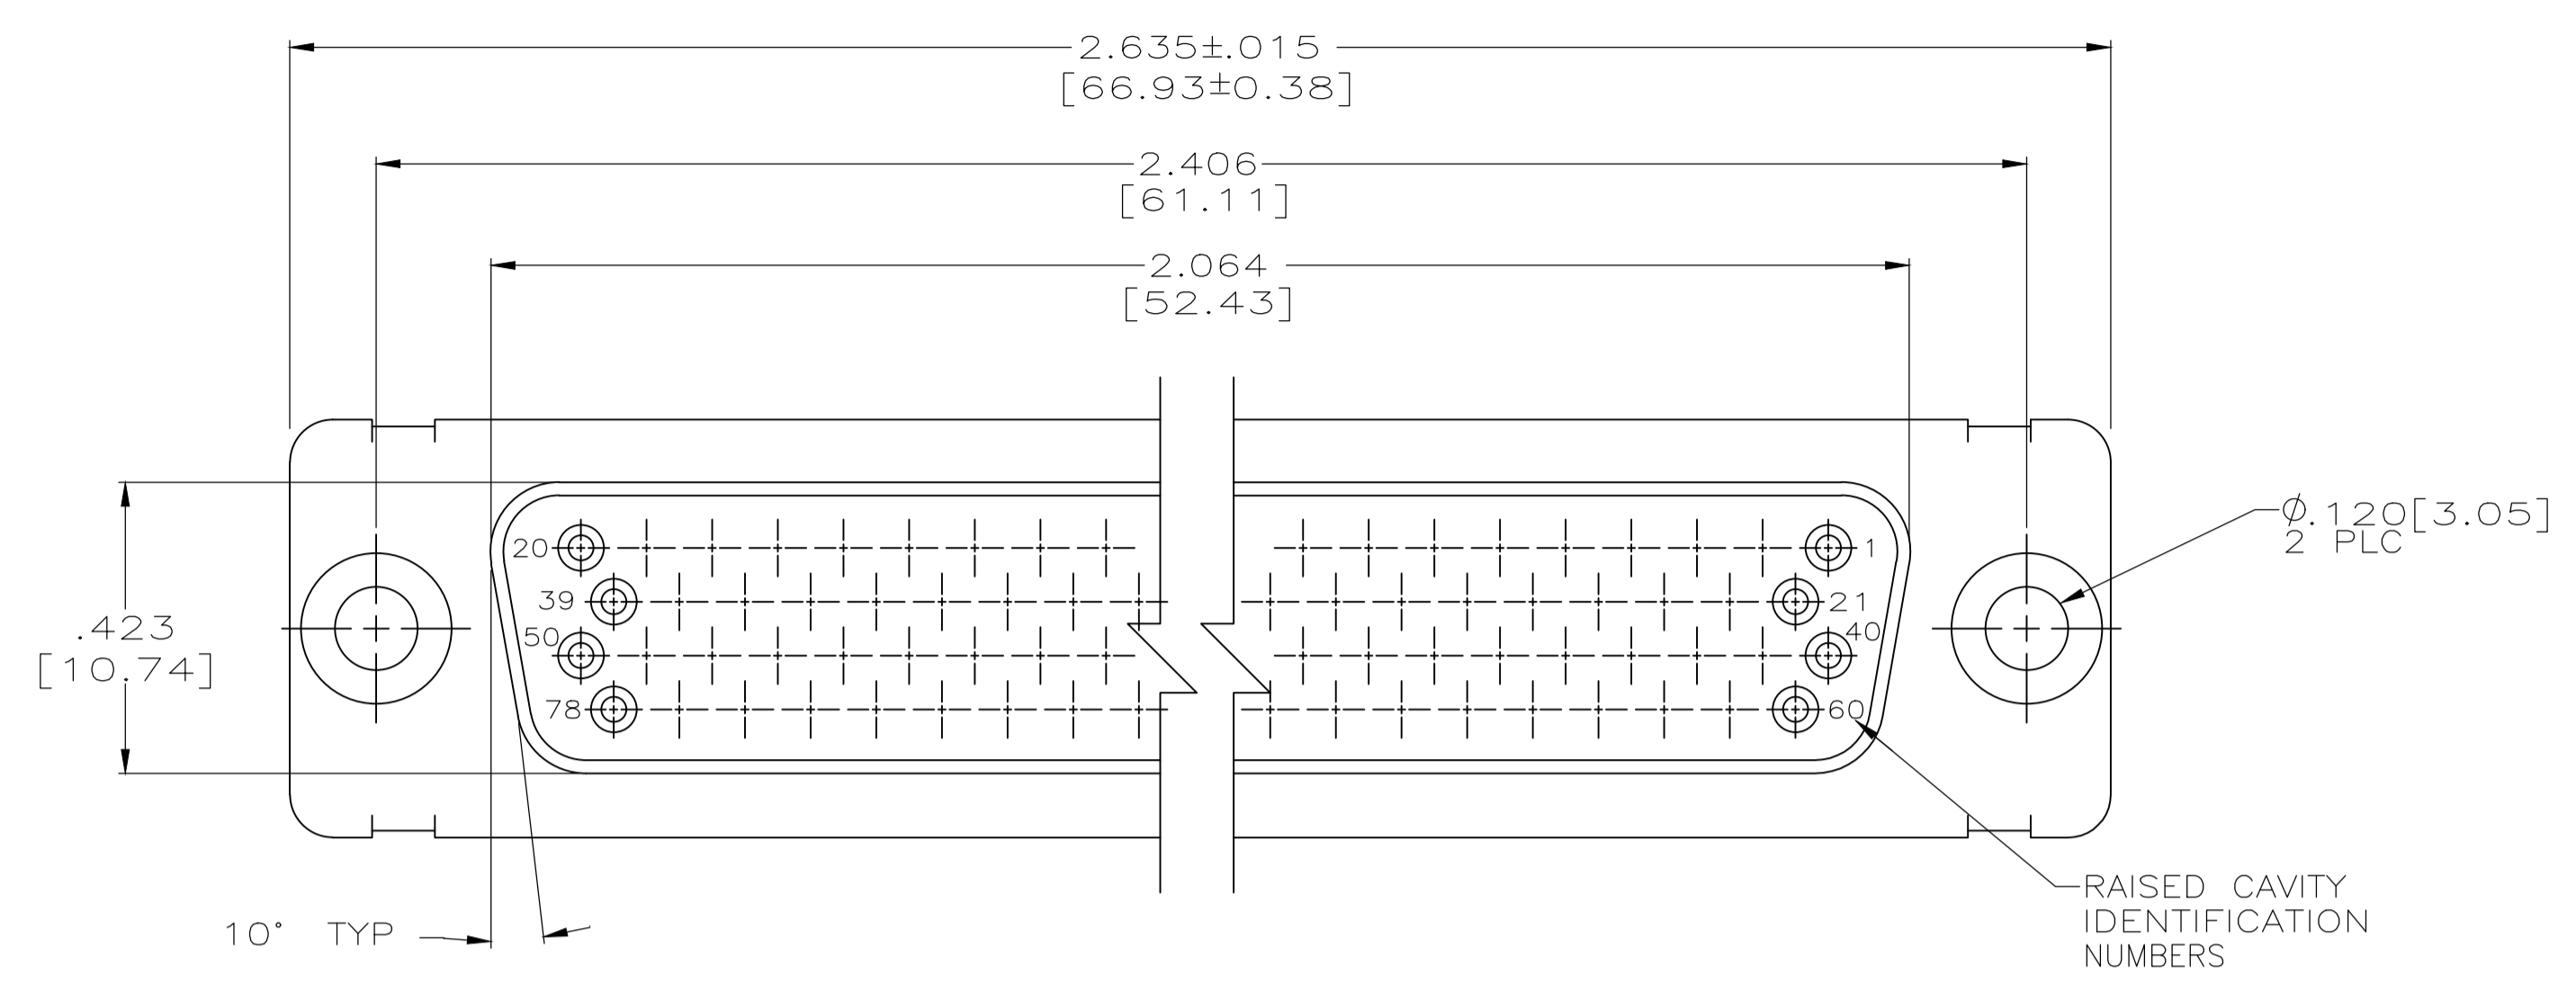 2.635±.015
[66.93±0.38]
2.406
[61.11]
2.064
[52.43]
20
1
39
21
50
40
78
60
.423
[10.74]
Ø.120[3.05]
2 PLC
10° TYP
RAISED CAVITY
IDENTIFICATION
NUMBERS